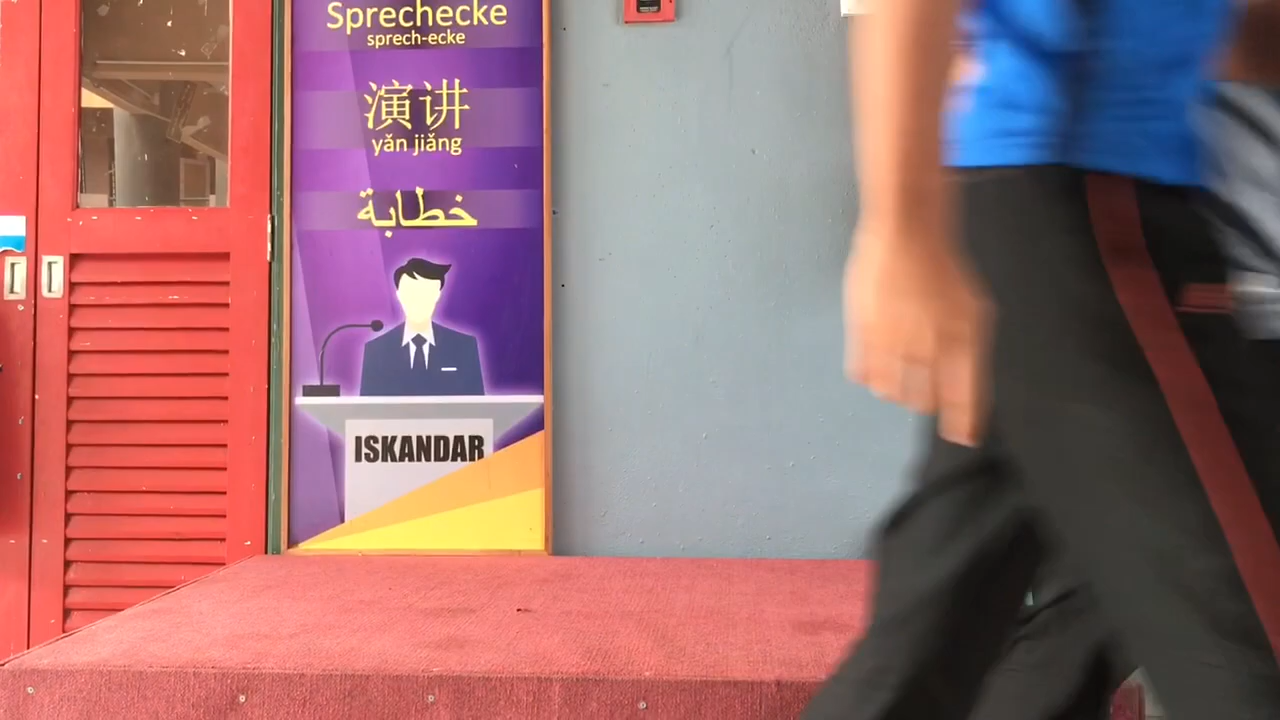 Sprechecke
sprech-ecke
演讲
yǎn jiǎng
خطابة
ISKANDAR